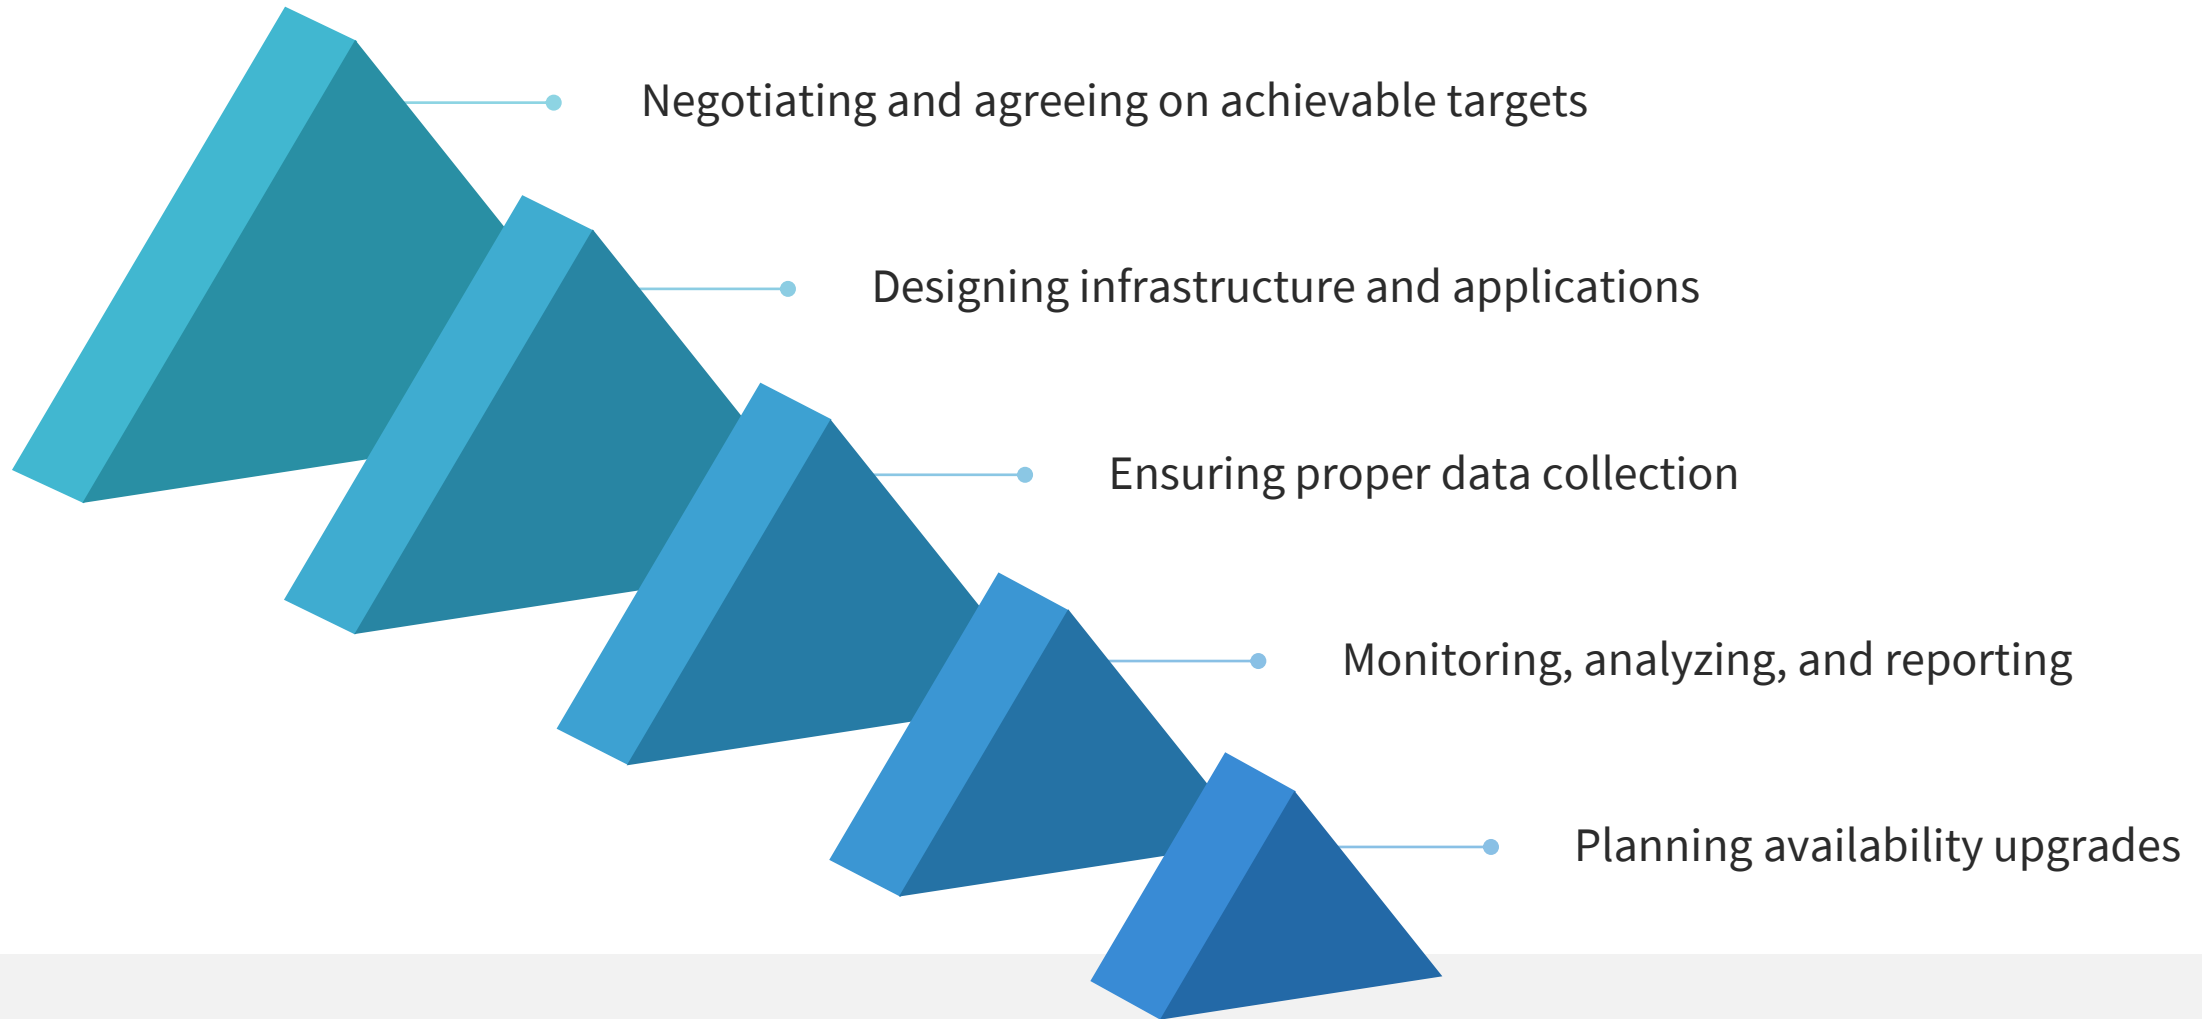 Negotiating and agreeing on achievable targets
Designing infrastructure and applications
Ensuring proper data collection
Monitoring, analyzing, and reporting
Planning availability upgrades